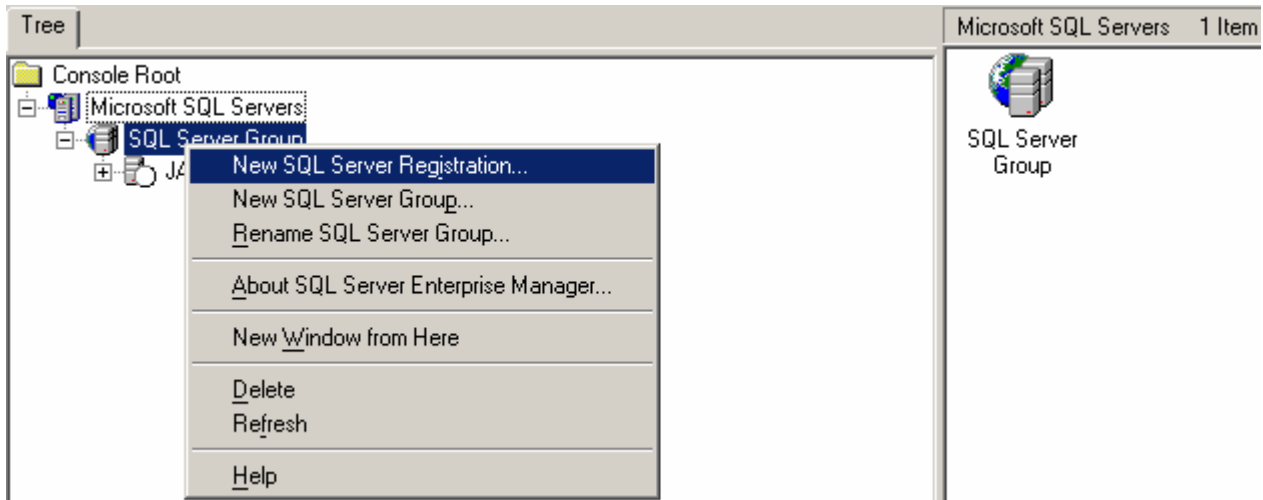 Tree
Microsoft SQL Servers 1 Item
Console Root
Microsoft SQL Servers
SQL Server Group
JA
New SQL Server Registration...
New SQL Server Group...
Rename SQL Server Group...
About SQL Server Enterprise Manager...
New Window from Here
Delete
Refresh
Help
SQL Server
Group